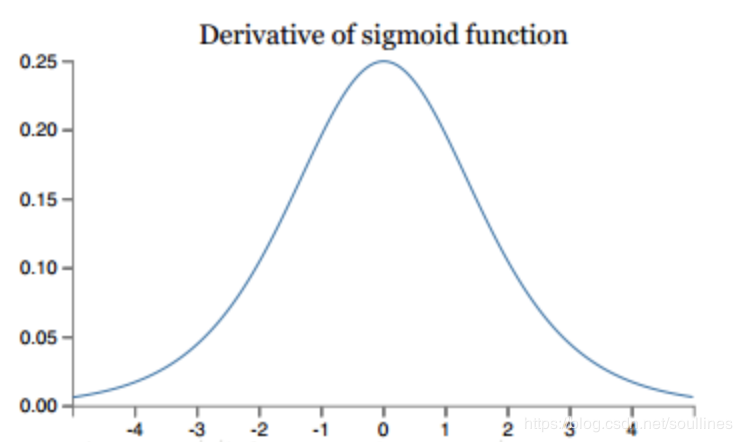 Derivative of sigmoid function
0.25
0.20
0.15
0.10
0.05
0.00
-4 -3 -2 -1 0 1 2 3 4
https://blog.csdn.net/soullines